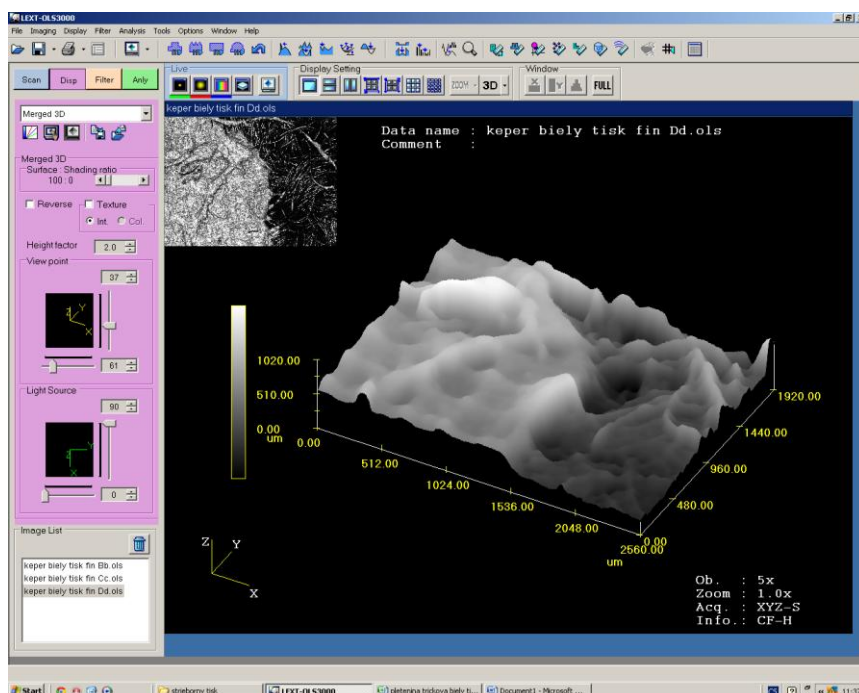 LEXT-OLS3000
File Imaging Display Filter Analysis Tools Options Window Help
Scan Disp Filter Anly
Live
Display Setting
Window
ZOOM 3D FULL
keper biely tisk fin Dd.ols
Merged 3D
Merged 3D
Surface : Shading ratio
100 : 0
Reverse Texture
Int. Col.
Height factor 2.0
View point
37
Z Y
X
61
Light Source
90
Y
Z
0
Image List
keper biely tisk fin Bb.ols
keper biely tisk fin Cc.ols
keper biely tisk fin Dd.ols
Data name : keper biely tisk fin Dd.ols
Comment :
1020.00
510.00
0.00
um
0.00
512.00
1024.00
1536.00
2048.00
2560.00
um
0.00
480.00
960.00
1440.00
1920.00
Z Y
X
Ob. : 5x
Zoom : 1.0x
Acq. : XYZ-S
Info.: CF-H
Start
strieborny tisk
LEXT-OLS3000
pletenina trickova biely ti...
Document1 - Microsoft ...